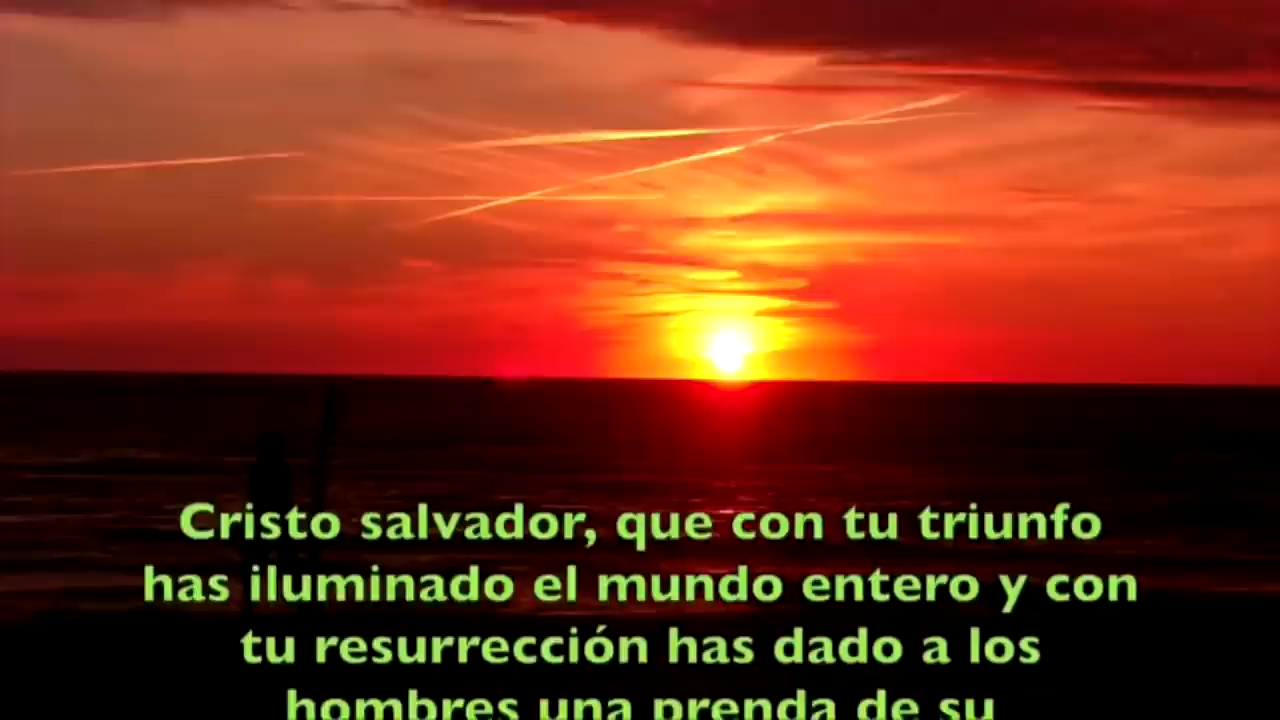 Cristo salvador, que con tu triunfo
has iluminado el mundo entero y con
tu resurrección has dado a los
hombres una prenda de su